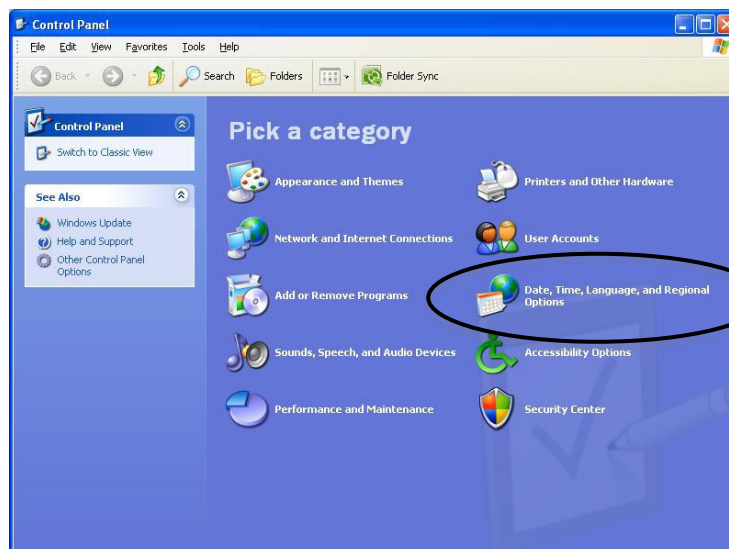 Control Panel
File Edit View Favorites Tools Help
Back Search Folders Folder Sync
Control Panel
Switch to Classic View
See Also
Windows Update
Help and Support
Other Control Panel
Options
Pick a category
Appearance and Themes
Printers and Other Hardware
Network and Internet Connections
User Accounts
Add or Remove Programs
Date, Time, Language, and Regional
Options
Sounds, Speech, and Audio Devices
Accessibility Options
Performance and Maintenance
Security Center